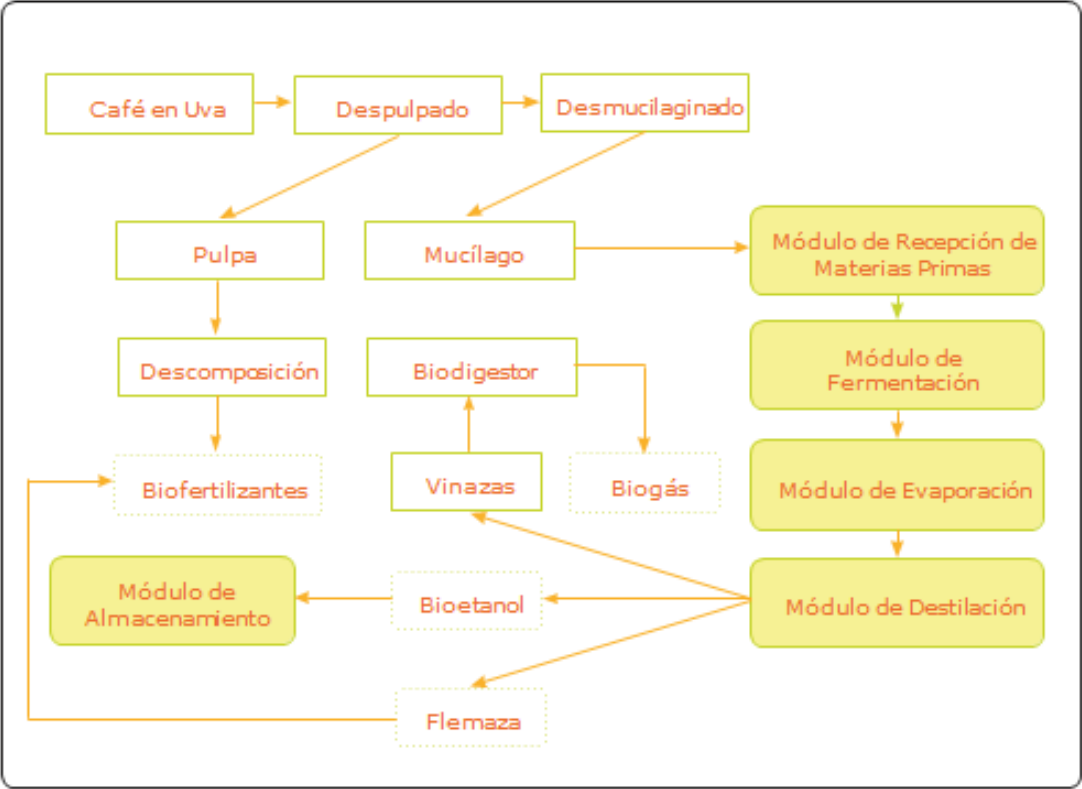 Café en Uva
Despulpado
Desmucilaginado
Pulpa
Mucílago
Módulo de Recepción de
Materias Primas
Descomposición
Biodigestor
Módulo de
Fermentación
Biofertilizantes
Vinazas
Biogás
Módulo de Evaporación
Módulo de
Almacenamiento
Bioetanol
Módulo de Destilación
Flemaza